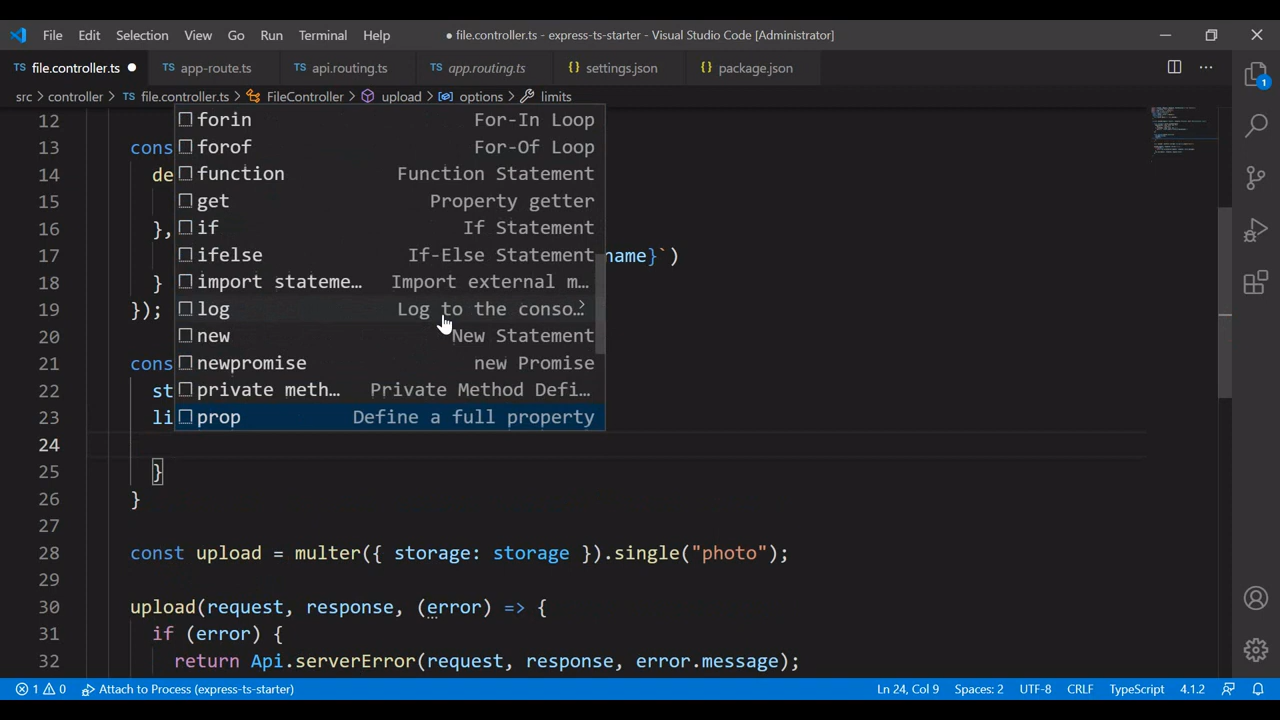 File Edit Selection View Go Run Terminal Help ● file.controller.ts - express-ts-starter - Visual Studio Code [Administrator]
TS file.controller.ts ● TS app-route.ts TS api.routing.ts TS app.routing.ts {} settings.json {} package.json
src > controller > TS file.controller.ts > FileController > upload > options > limits
12
13 cons
14 de
15
16 },
17 name}`)
18 }
19 });
20
21 cons
22 st
23 li
24
25 }
26 }
27
28 const upload = multer({ storage: storage }).single("photo");
29
30 upload(request, response, (error) => {
31 if (error) {
32 return Api.serverError(request, response, error.message);
forin For-In Loop
forof For-Of Loop
function Function Statement
get Property getter
if If Statement
ifelse If-Else Statement
import stateme… Import external m…
log Log to the conso…
new New Statement
newpromise new Promise
private meth… Private Method Defi…
prop Define a full property
1
1 0 Attach to Process (express-ts-starter) Ln 24, Col 9 Spaces: 2 UTF-8 CRLF TypeScript 4.1.2